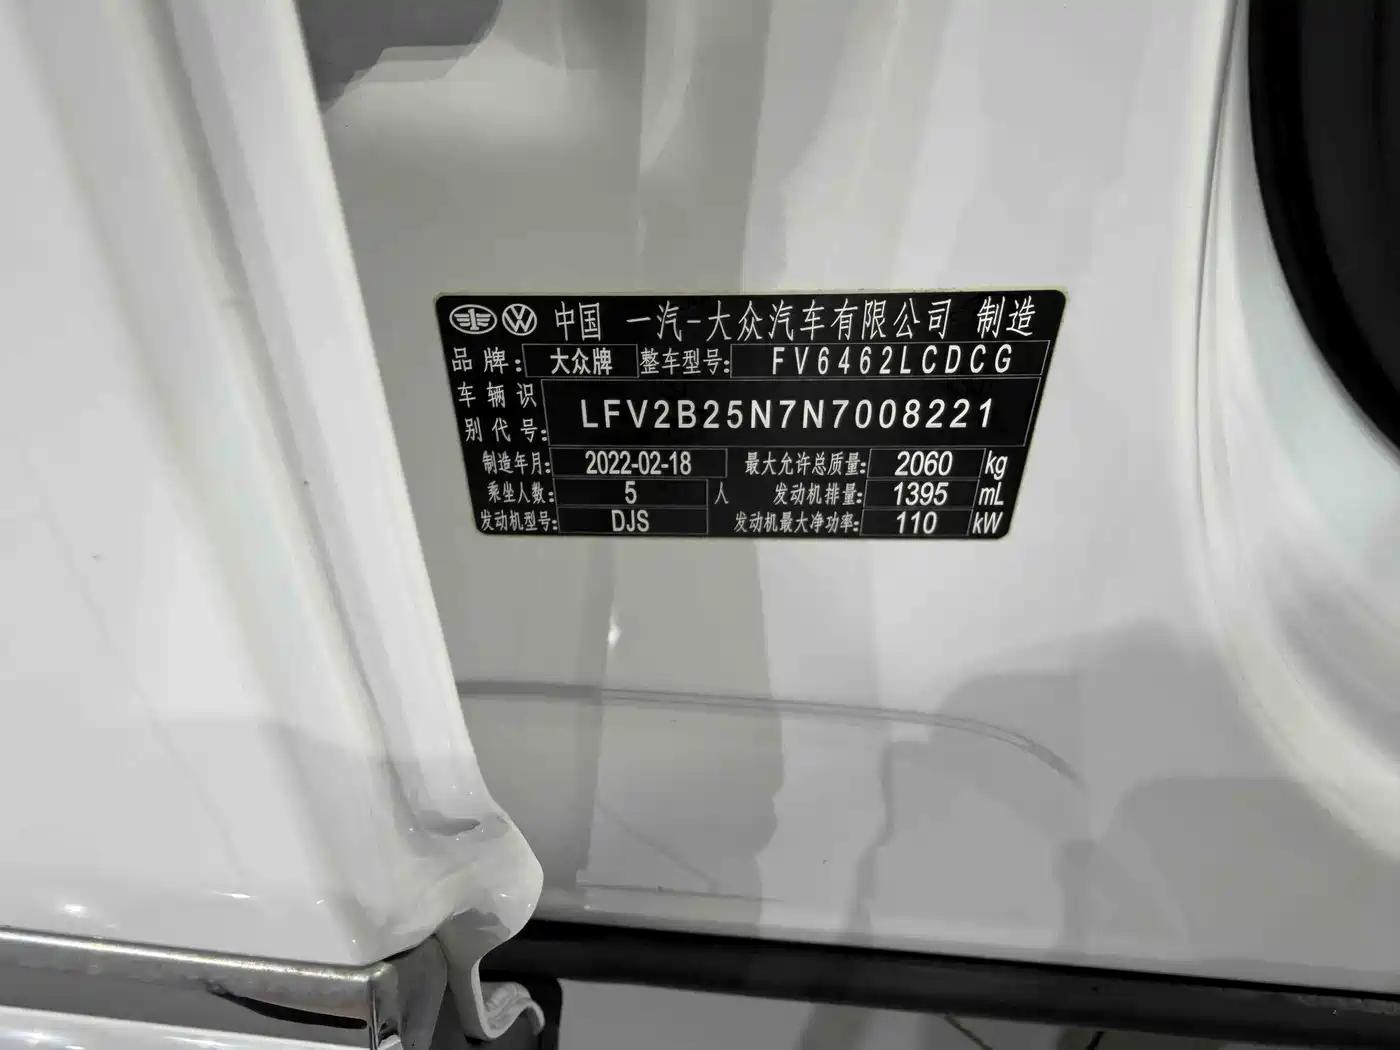 中国 一汽-大众汽车有限公司 制造
品牌: 大众牌 整车型号: FV6462LCDCG
车辆识别代号: LFV2B25N7N7008221
制造年月: 2022-02-18 最大允许总质量: 2060 kg
乘坐人数: 5 人 发动机排量: 1395 mL
发动机型号: DJS 发动机最大净功率: 110 kW